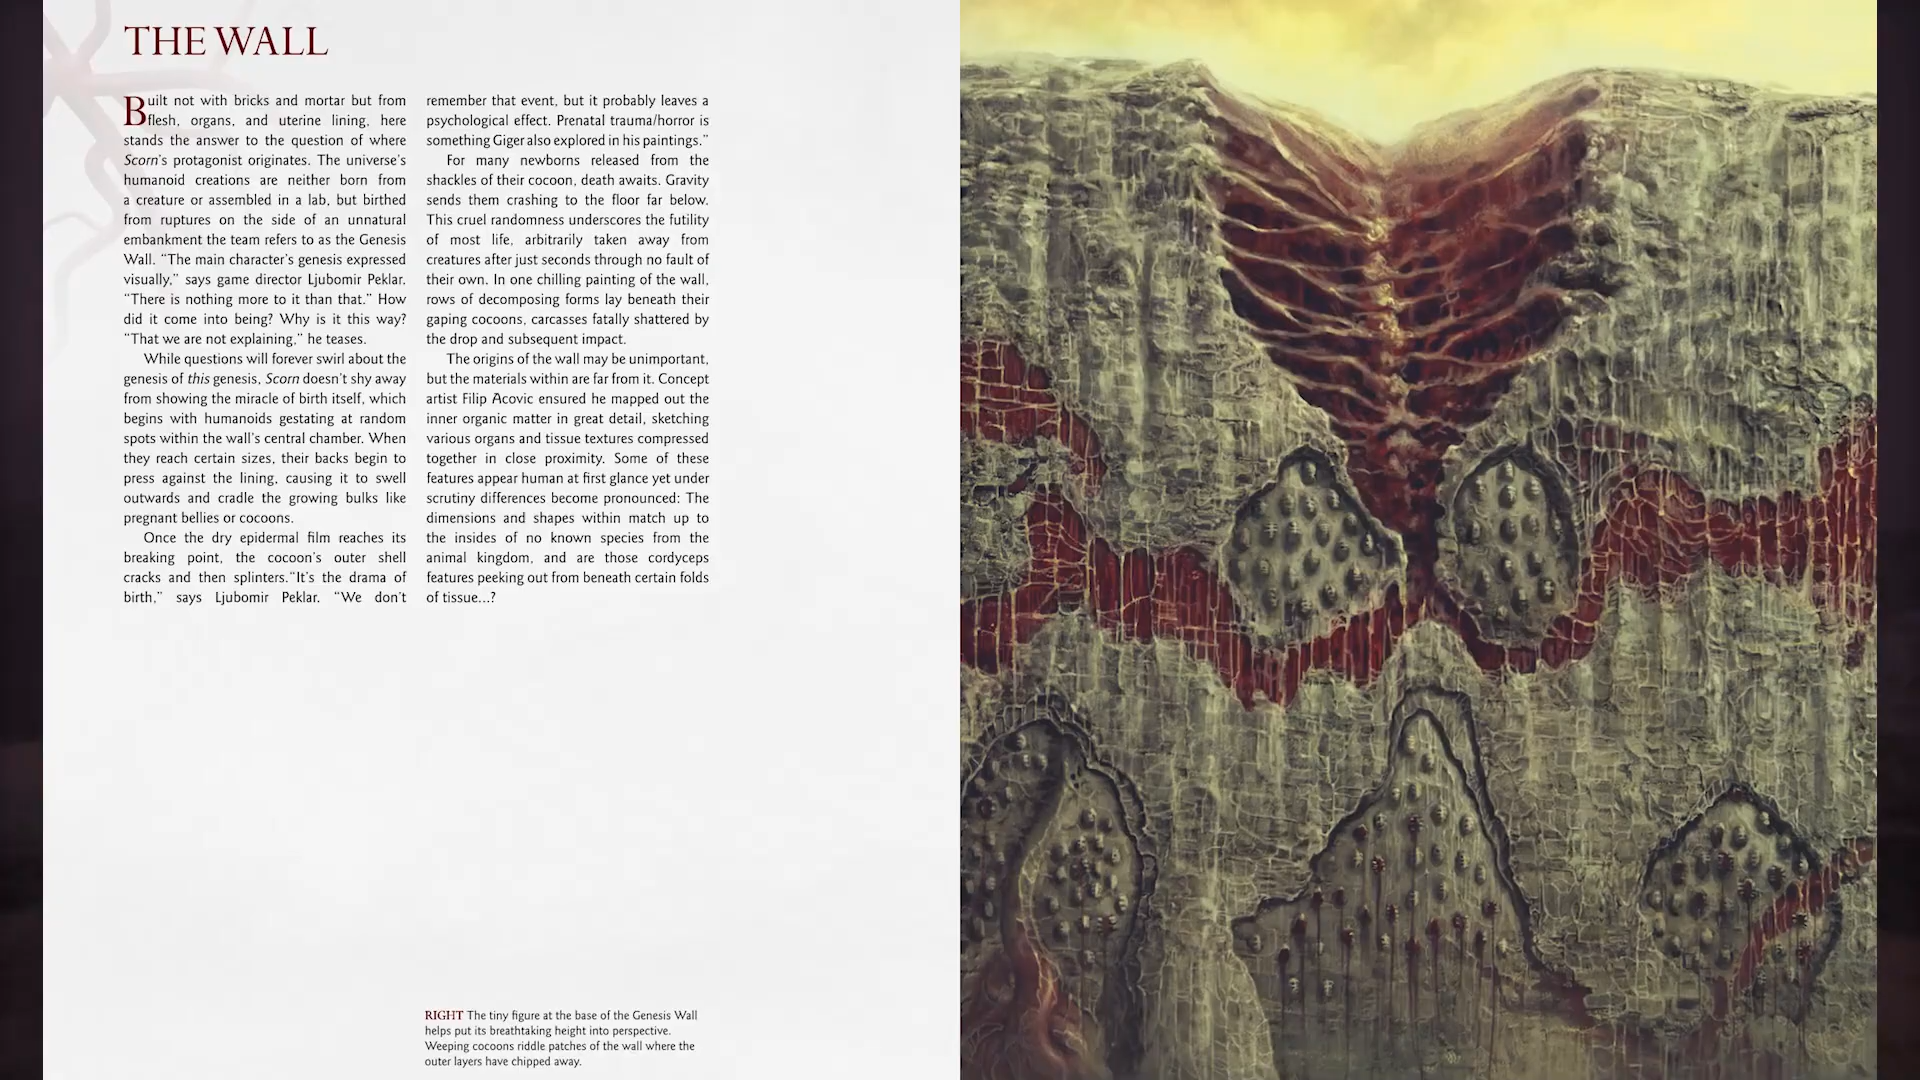 THE WALL
Built not with bricks and mortar but from
flesh, organs, and uterine lining, here
stands the answer to the question of where
Scorn's protagonist originates. The universe's
humanoid creations are neither born from
a creature or assembled in a lab, but birthed
from ruptures on the side of an unnatural
embankment the team refers to as the Genesis
Wall. “The main character's genesis expressed
visually,” says game director Ljubomir Peklar.
“There is nothing more to it than that.” How
did it come into being? Why is it this way?
“That we are not explaining,” he teases.
While questions will forever swirl about the
genesis of this genesis, Scorn doesn't shy away
from showing the miracle of birth itself, which
begins with humanoids gestating at random
spots within the wall's central chamber. When
they reach certain sizes, their backs begin to
press against the lining, causing it to swell
outwards and cradle the growing bulks like
pregnant bellies or cocoons.
Once the dry epidermal film reaches its
breaking point, the cocoon's outer shell
cracks and then splinters.“It's the drama of
birth,” says Ljubomir Peklar. “We don't
remember that event, but it probably leaves a
psychological effect. Prenatal trauma/horror is
something Giger also explored in his paintings.”
For many newborns released from the
shackles of their cocoon, death awaits. Gravity
sends them crashing to the floor far below.
This cruel randomness underscores the futility
of most life, arbitrarily taken away from
creatures after just seconds through no fault of
their own. In one chilling painting of the wall,
rows of decomposing forms lay beneath their
gaping cocoons, carcasses fatally shattered by
the drop and subsequent impact.
The origins of the wall may be unimportant,
but the materials within are far from it. Concept
artist Filip Acovic ensured he mapped out the
inner organic matter in great detail, sketching
various organs and tissue textures compressed
together in close proximity. Some of these
features appear human at first glance yet under
scrutiny differences become pronounced: The
dimensions and shapes within match up to
the insides of no known species from the
animal kingdom, and are those cordyceps
features peeking out from beneath certain folds
of tissue...?
RIGHT The tiny figure at the base of the Genesis Wall
helps put its breathtaking height into perspective.
Weeping cocoons riddle patches of the wall where the
outer layers have chipped away.